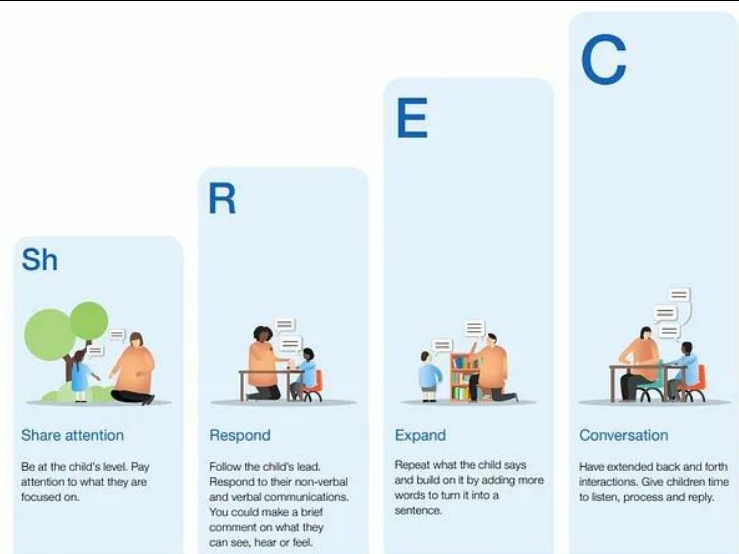 Sh
Share attention
Be at the child's level. Pay
attention to what they are
focused on.
R
Respond
Follow the child's lead.
Respond to their non-verbal
and verbal communications.
You could make a brief
comment on what they
can see, hear or feel.
E
Expand
Repeat what the child says
and build on it by adding more
words to turn it into a
sentence.
C
Conversation
Have extended back and forth
interactions. Give children time
to listen, process and reply.